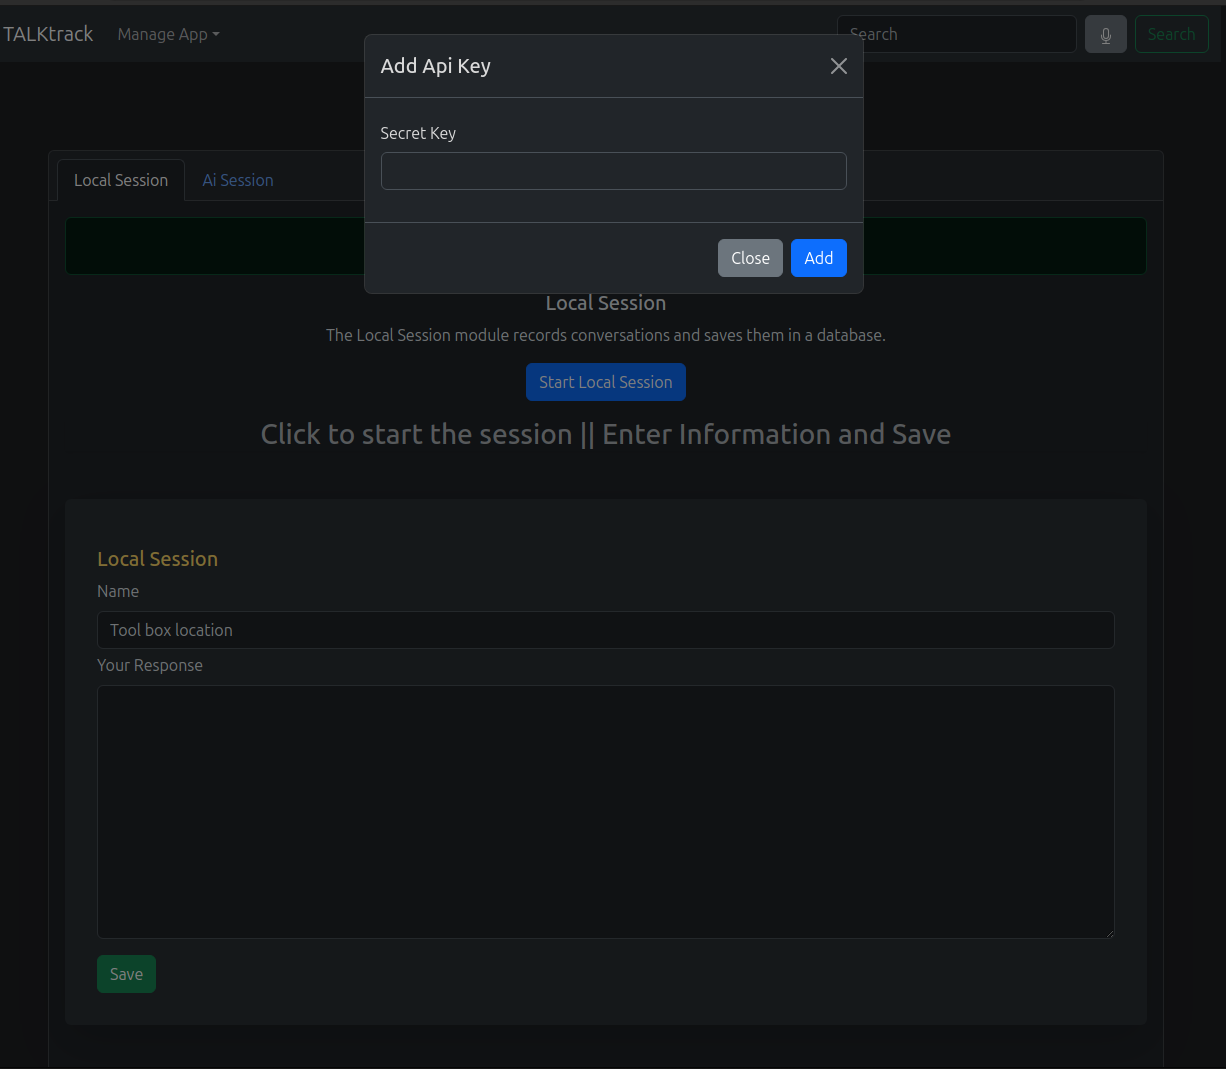 TALKtrack Manage App Search Search
Add Api Key
Secret Key
Close Add
Local Session Ai Session
Local Session
The Local Session module records conversations and saves them in a database.
Start Local Session
Click to start the session || Enter Information and Save
Local Session
Name
Tool box location
Your Response
Save